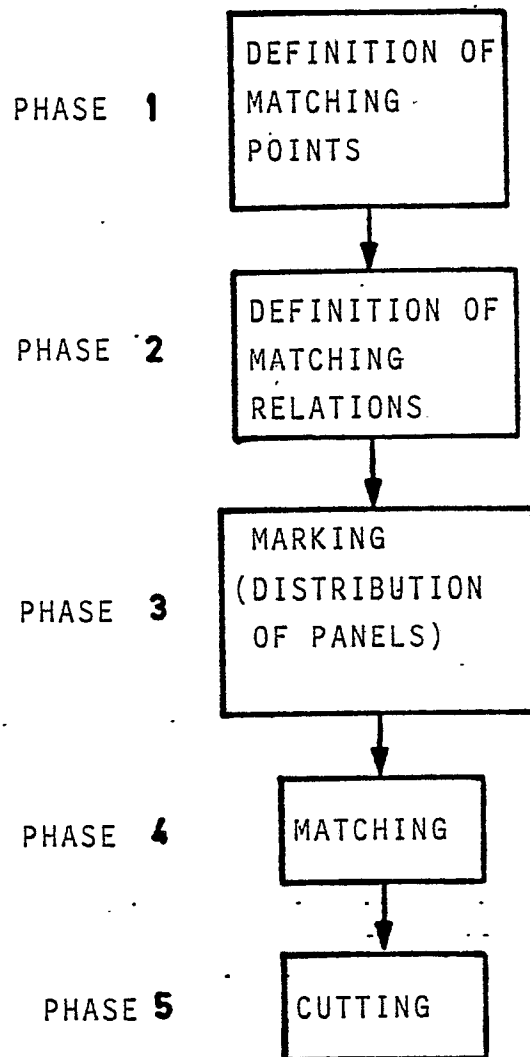 DEFINITION OF
PHASE 1 MATCHING
POINTS
DEFINITION OF
PHASE 2 MATCHING
RELATIONS
MARKING
PHASE 3 (DISTRIBUTION
OF PANELS)
PHASE 4 MATCHING
PHASE 5 CUTTING